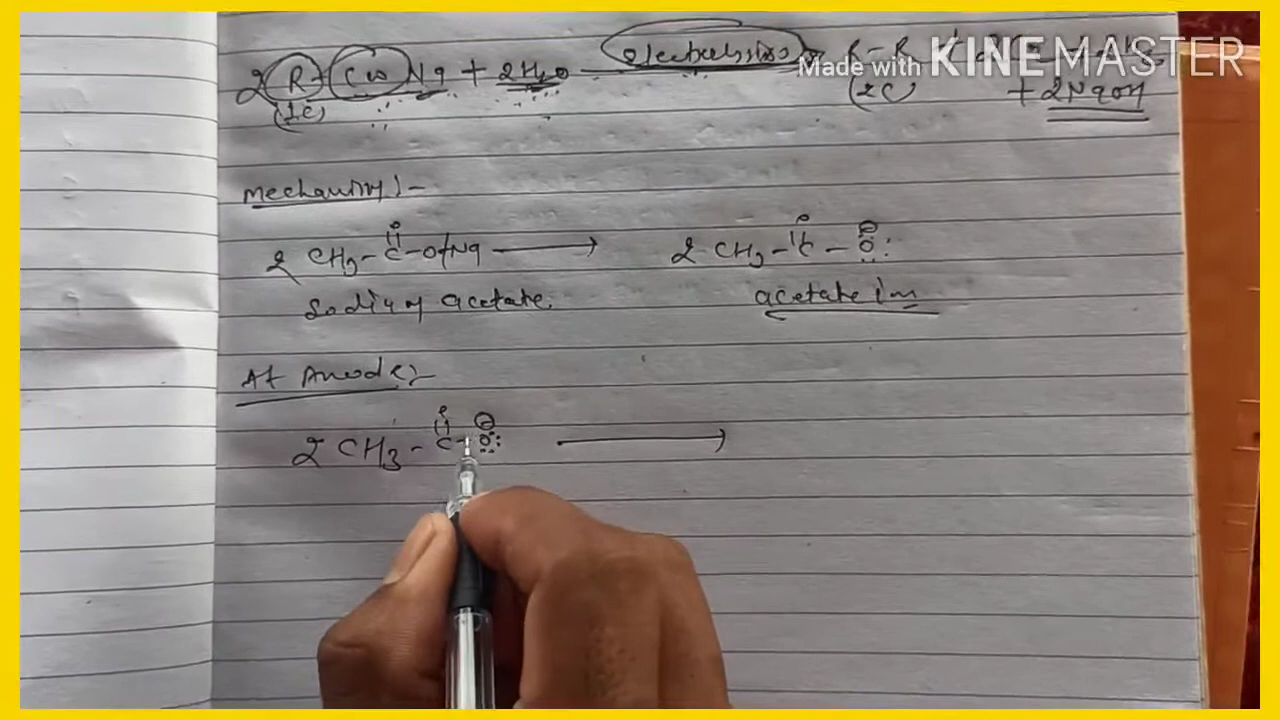 2 R-COONa + 2H2O electrolysis R-R
(1C) (2C) + 2NaOH
Made with KINEMASTER
Mechanism:-
2 CH3-C-O-Na → 2 CH3-C-O:
O O ⊖
Sodium acetate. acetate ion
At Anode:-
O ⊖
2 CH3-C-O: →